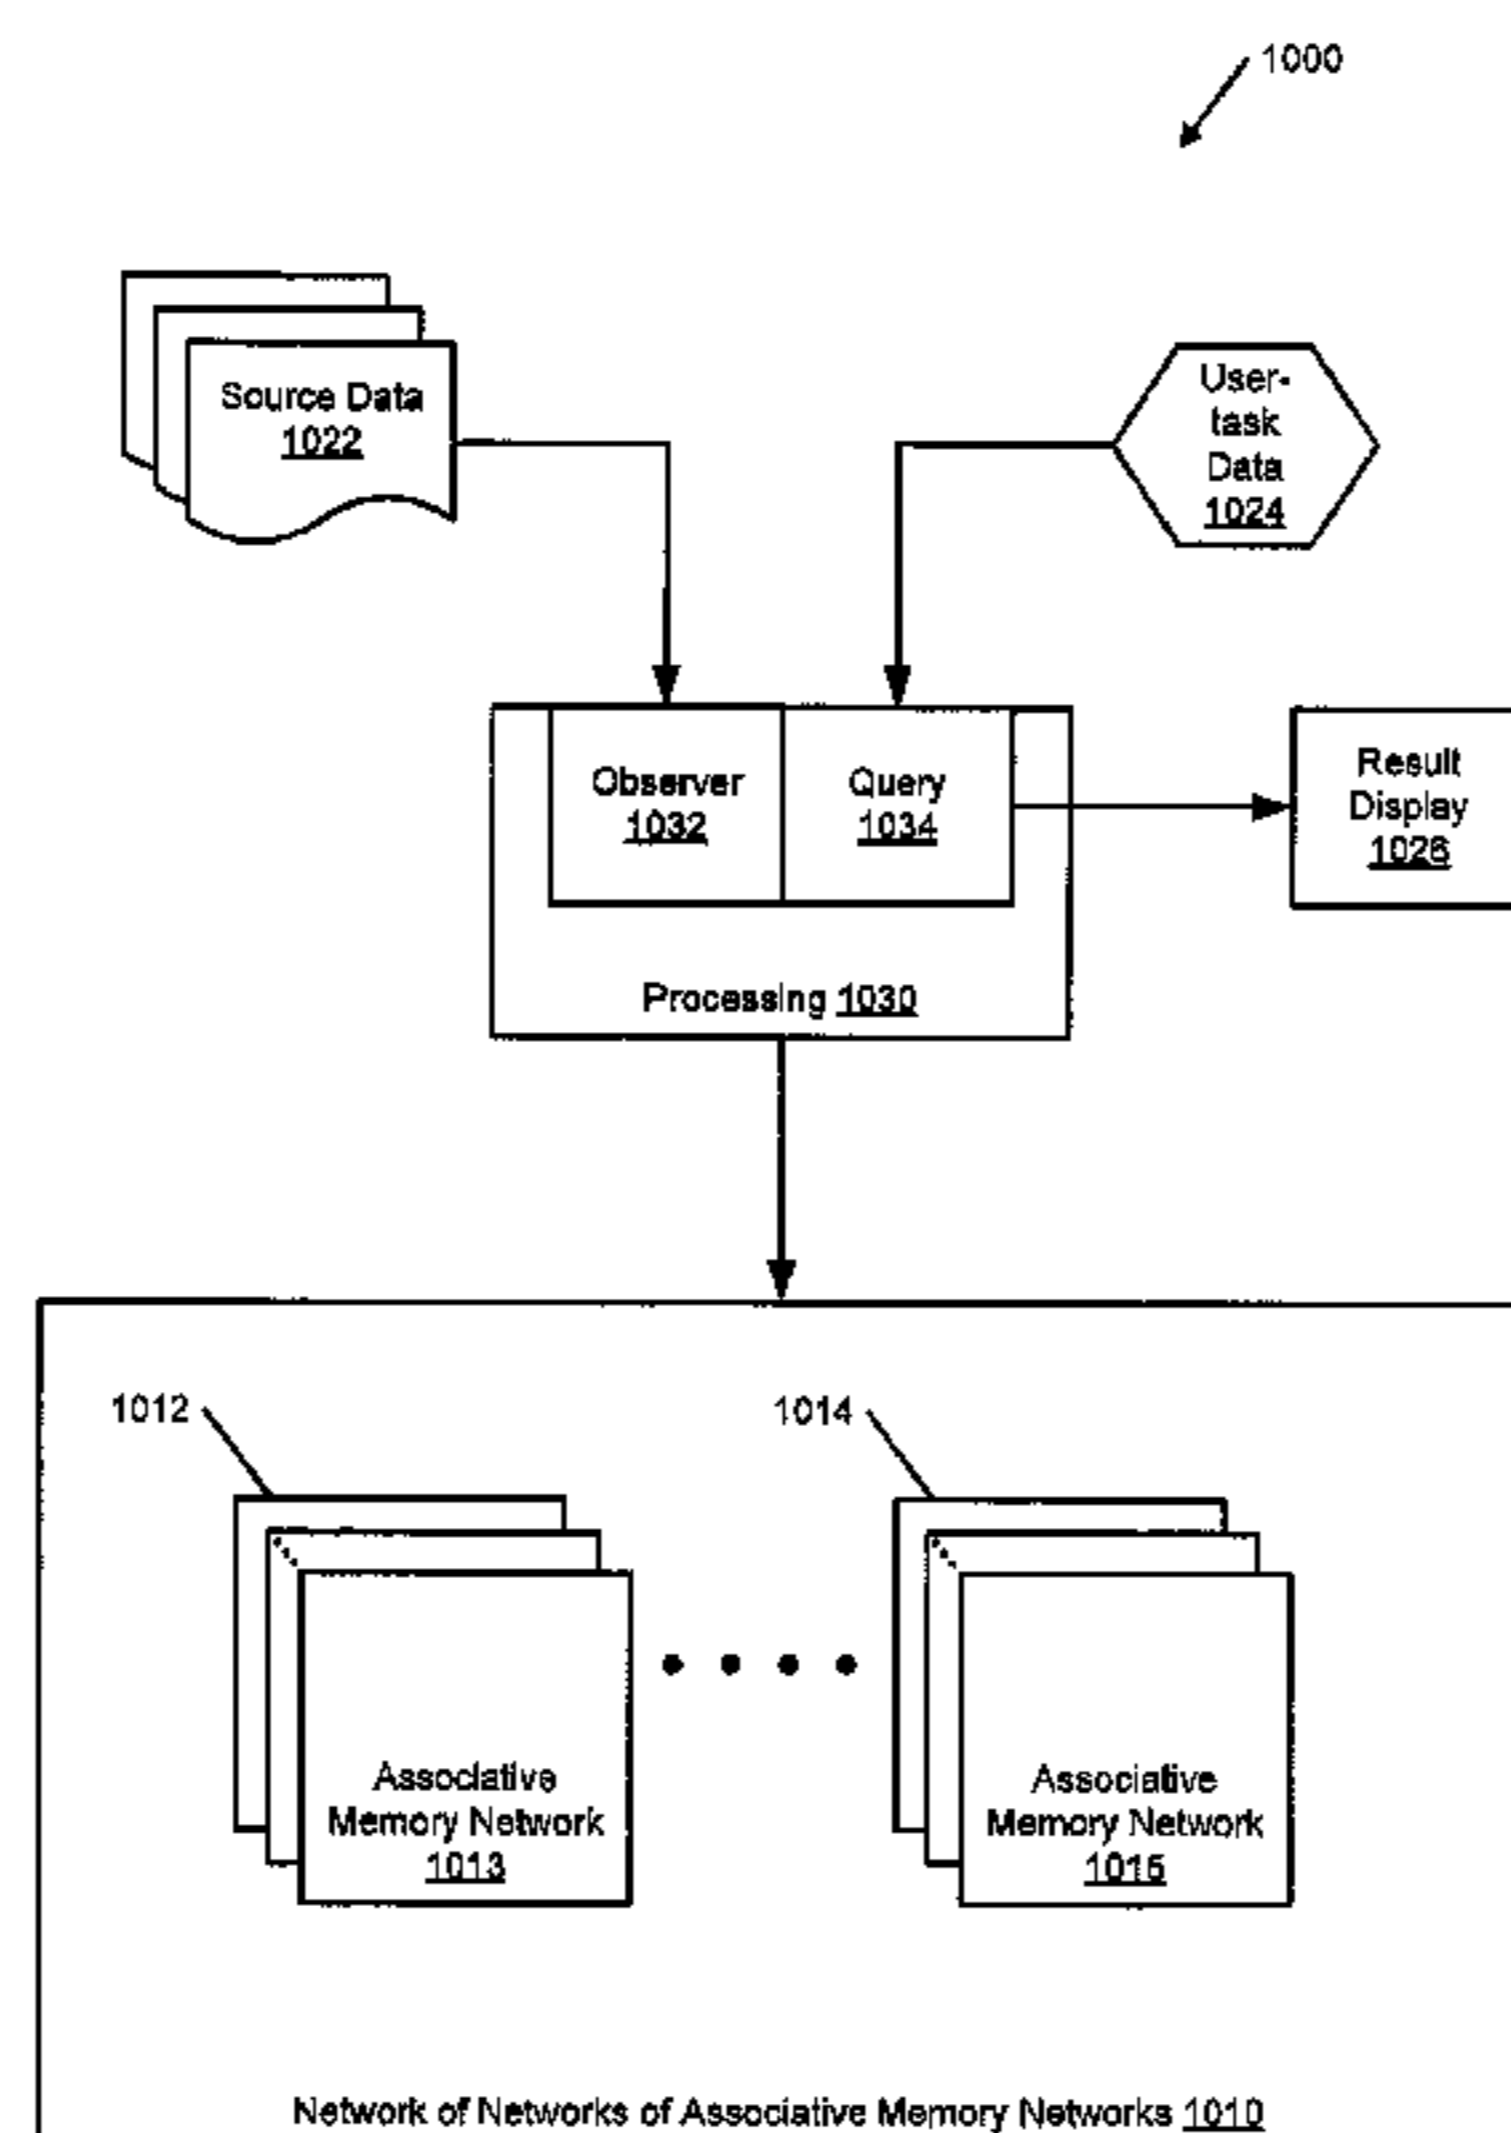 1000
Source Data
1022
User-
task
Data
1024
Observer
1032
Query
1034
Result
Display
1026
Processing 1030
1012
1014
Associative
Memory Network
1013
Associative
Memory Network
1015
Network of Networks of Associative Memory Networks 1010